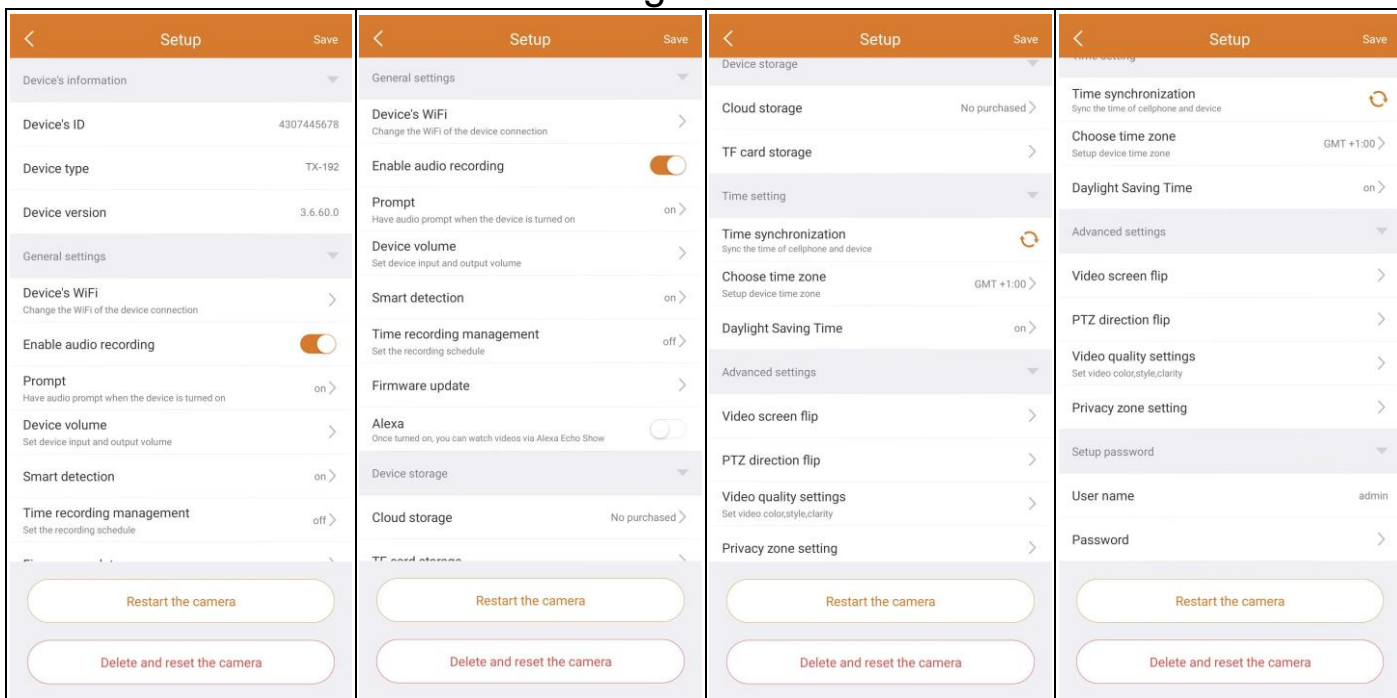 Setup Save
Device's information
Device's ID 4307445678
Device type TX-192
Device version 3.6.60.0
General settings
Device's WiFi
Change the WiFi of the device connection
Enable audio recording
Prompt on
Have audio prompt when the device is turned on
Device volume
Set device input and output volume
Smart detection on
Time recording management off
Set the recording schedule
Restart the camera
Delete and reset the camera
Setup Save
General settings
Device's WiFi
Change the WiFi of the device connection
Enable audio recording
Prompt on
Have audio prompt when the device is turned on
Device volume
Set device input and output volume
Smart detection on
Time recording management off
Set the recording schedule
Firmware update
Alexa
Once turned on, you can watch videos via Alexa Echo Show
Device storage
Cloud storage No purchased
TF card storage
Restart the camera
Delete and reset the camera
Setup Save
Device storage
Cloud storage No purchased
TF card storage
Time setting
Time synchronization
Sync the time of cellphone and device
Choose time zone GMT +1:00
Setup device time zone
Daylight Saving Time on
Advanced settings
Video screen flip
PTZ direction flip
Video quality settings
Set video color,style,clarity
Privacy zone setting
Restart the camera
Delete and reset the camera
Setup Save
Time setting
Time synchronization
Sync the time of cellphone and device
Choose time zone GMT +1:00
Setup device time zone
Daylight Saving Time on
Advanced settings
Video screen flip
PTZ direction flip
Video quality settings
Set video color,style,clarity
Privacy zone setting
Setup password
User name admin
Password
Restart the camera
Delete and reset the camera